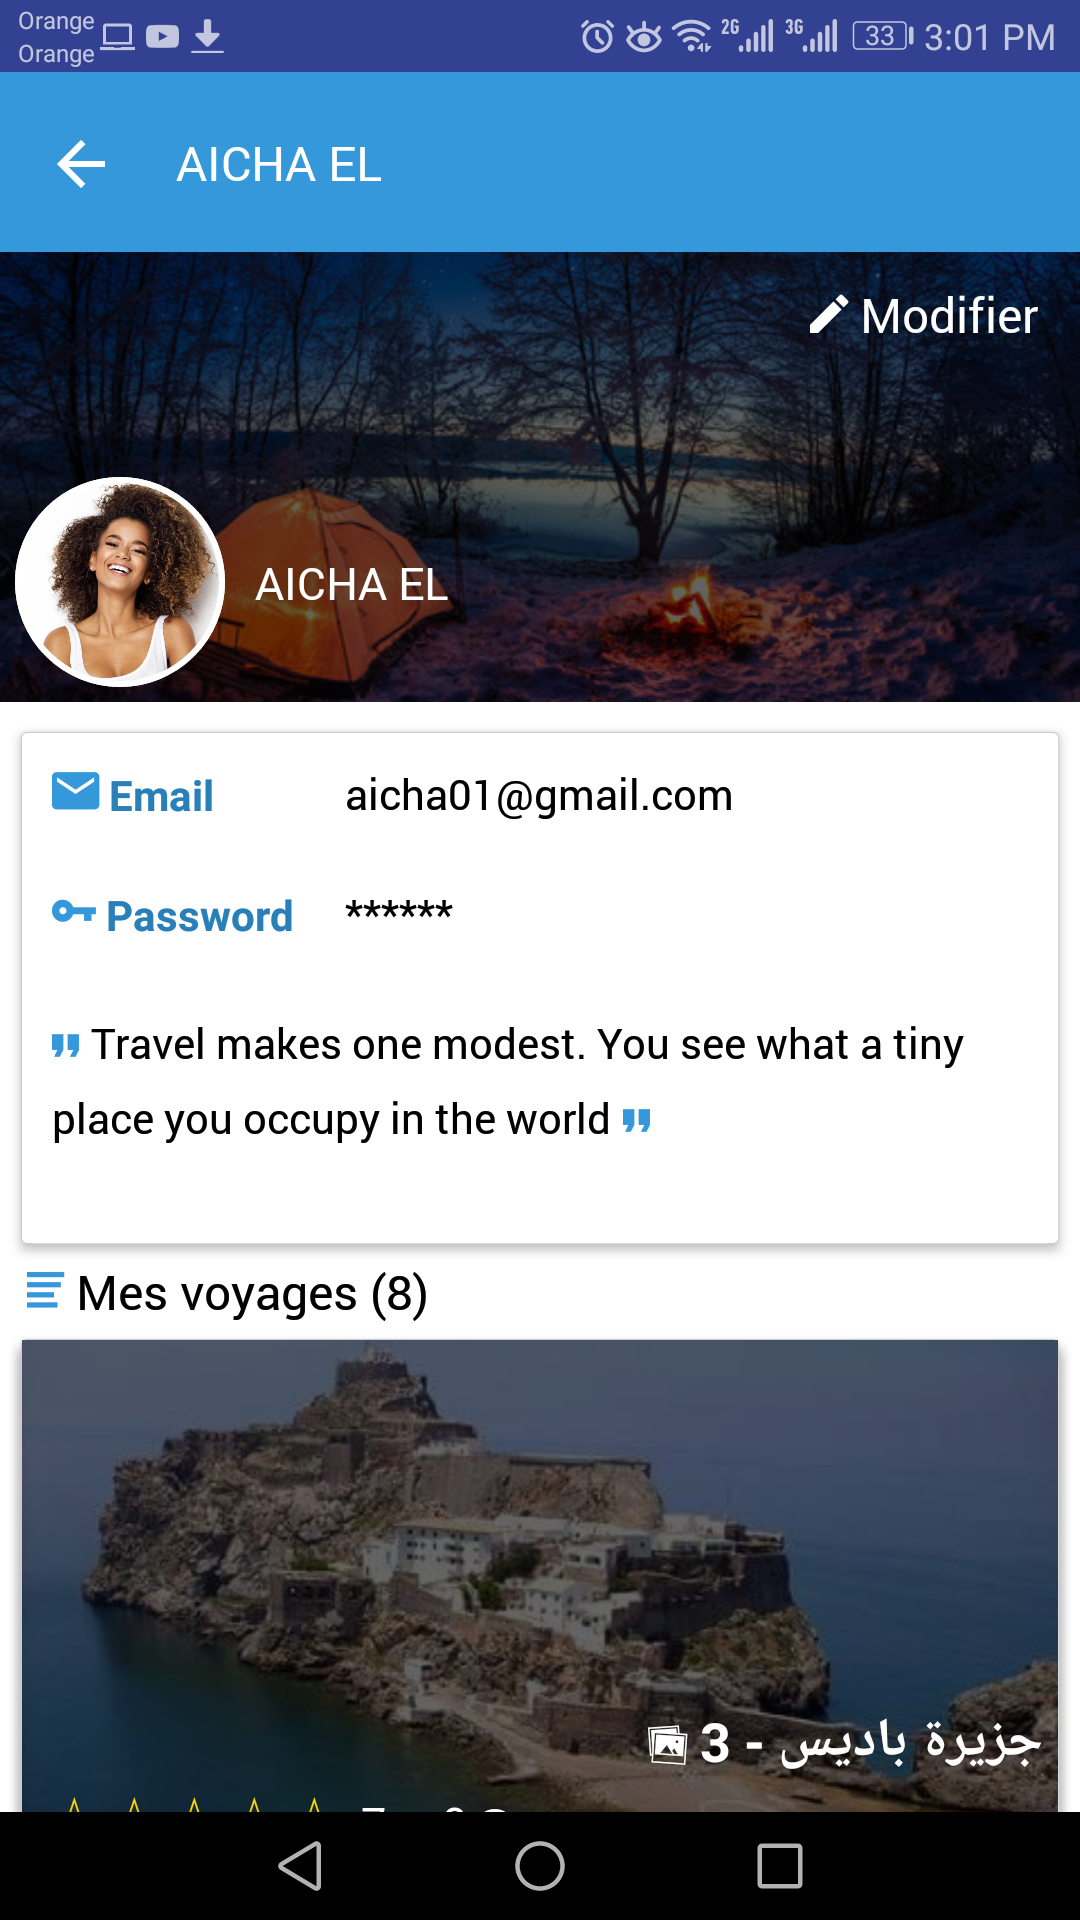 Orange
Orange
2G 3G 33 3:01 PM
AICHA EL
Modifier
AICHA EL
Email aicha01@gmail.com
Password ******
Travel makes one modest. You see what a tiny
place you occupy in the world
Mes voyages (8)
جزيرة باديس - 3